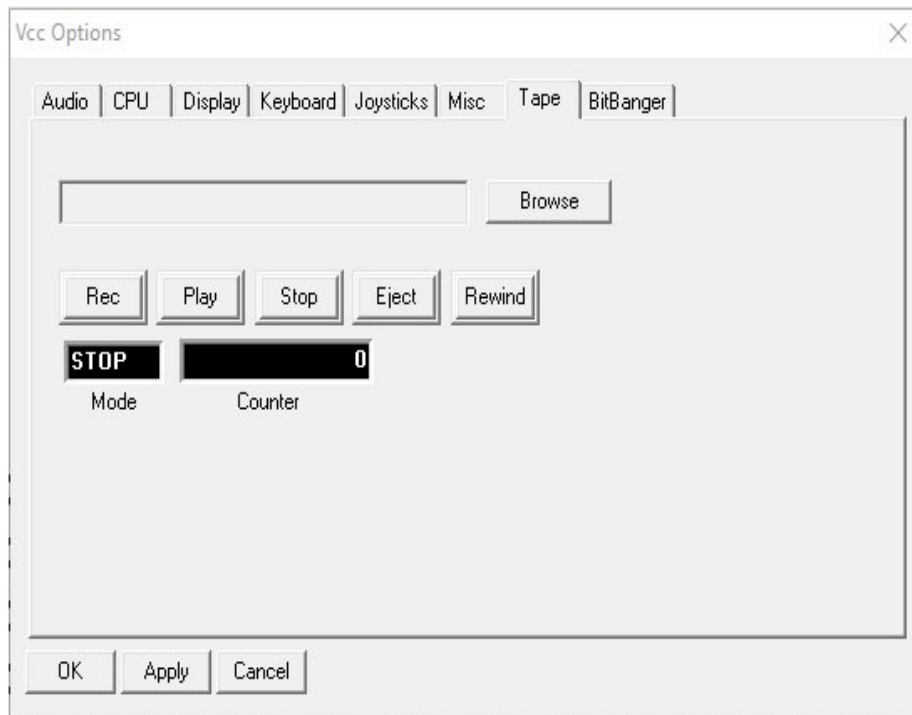 Vcc Options
Audio CPU Display Keyboard Joysticks Misc Tape BitBanger
Browse
Rec Play Stop Eject Rewind
STOP 0
Mode Counter
OK Apply Cancel